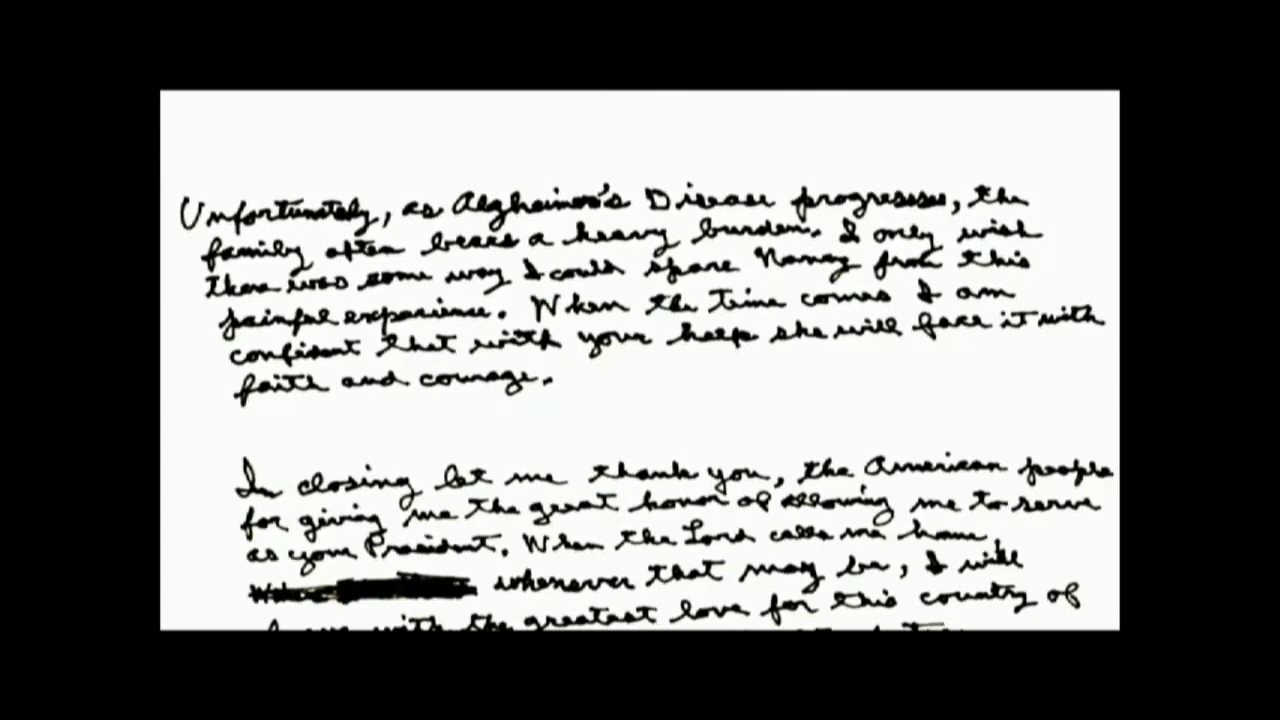 Unfortunately, as Alzheimer's Disease progresses, the
family often bears a heavy burden. I only wish
there was some way I could spare Nancy from this
painful experience. When the time comes I am
confident that with your help she will face it with
faith and courage.
In closing let me thank you, the American people
for giving me the great honor of allowing me to serve
as your President. When the Lord calls me home,
whenever that may be, I will
leave with the greatest love for this country of